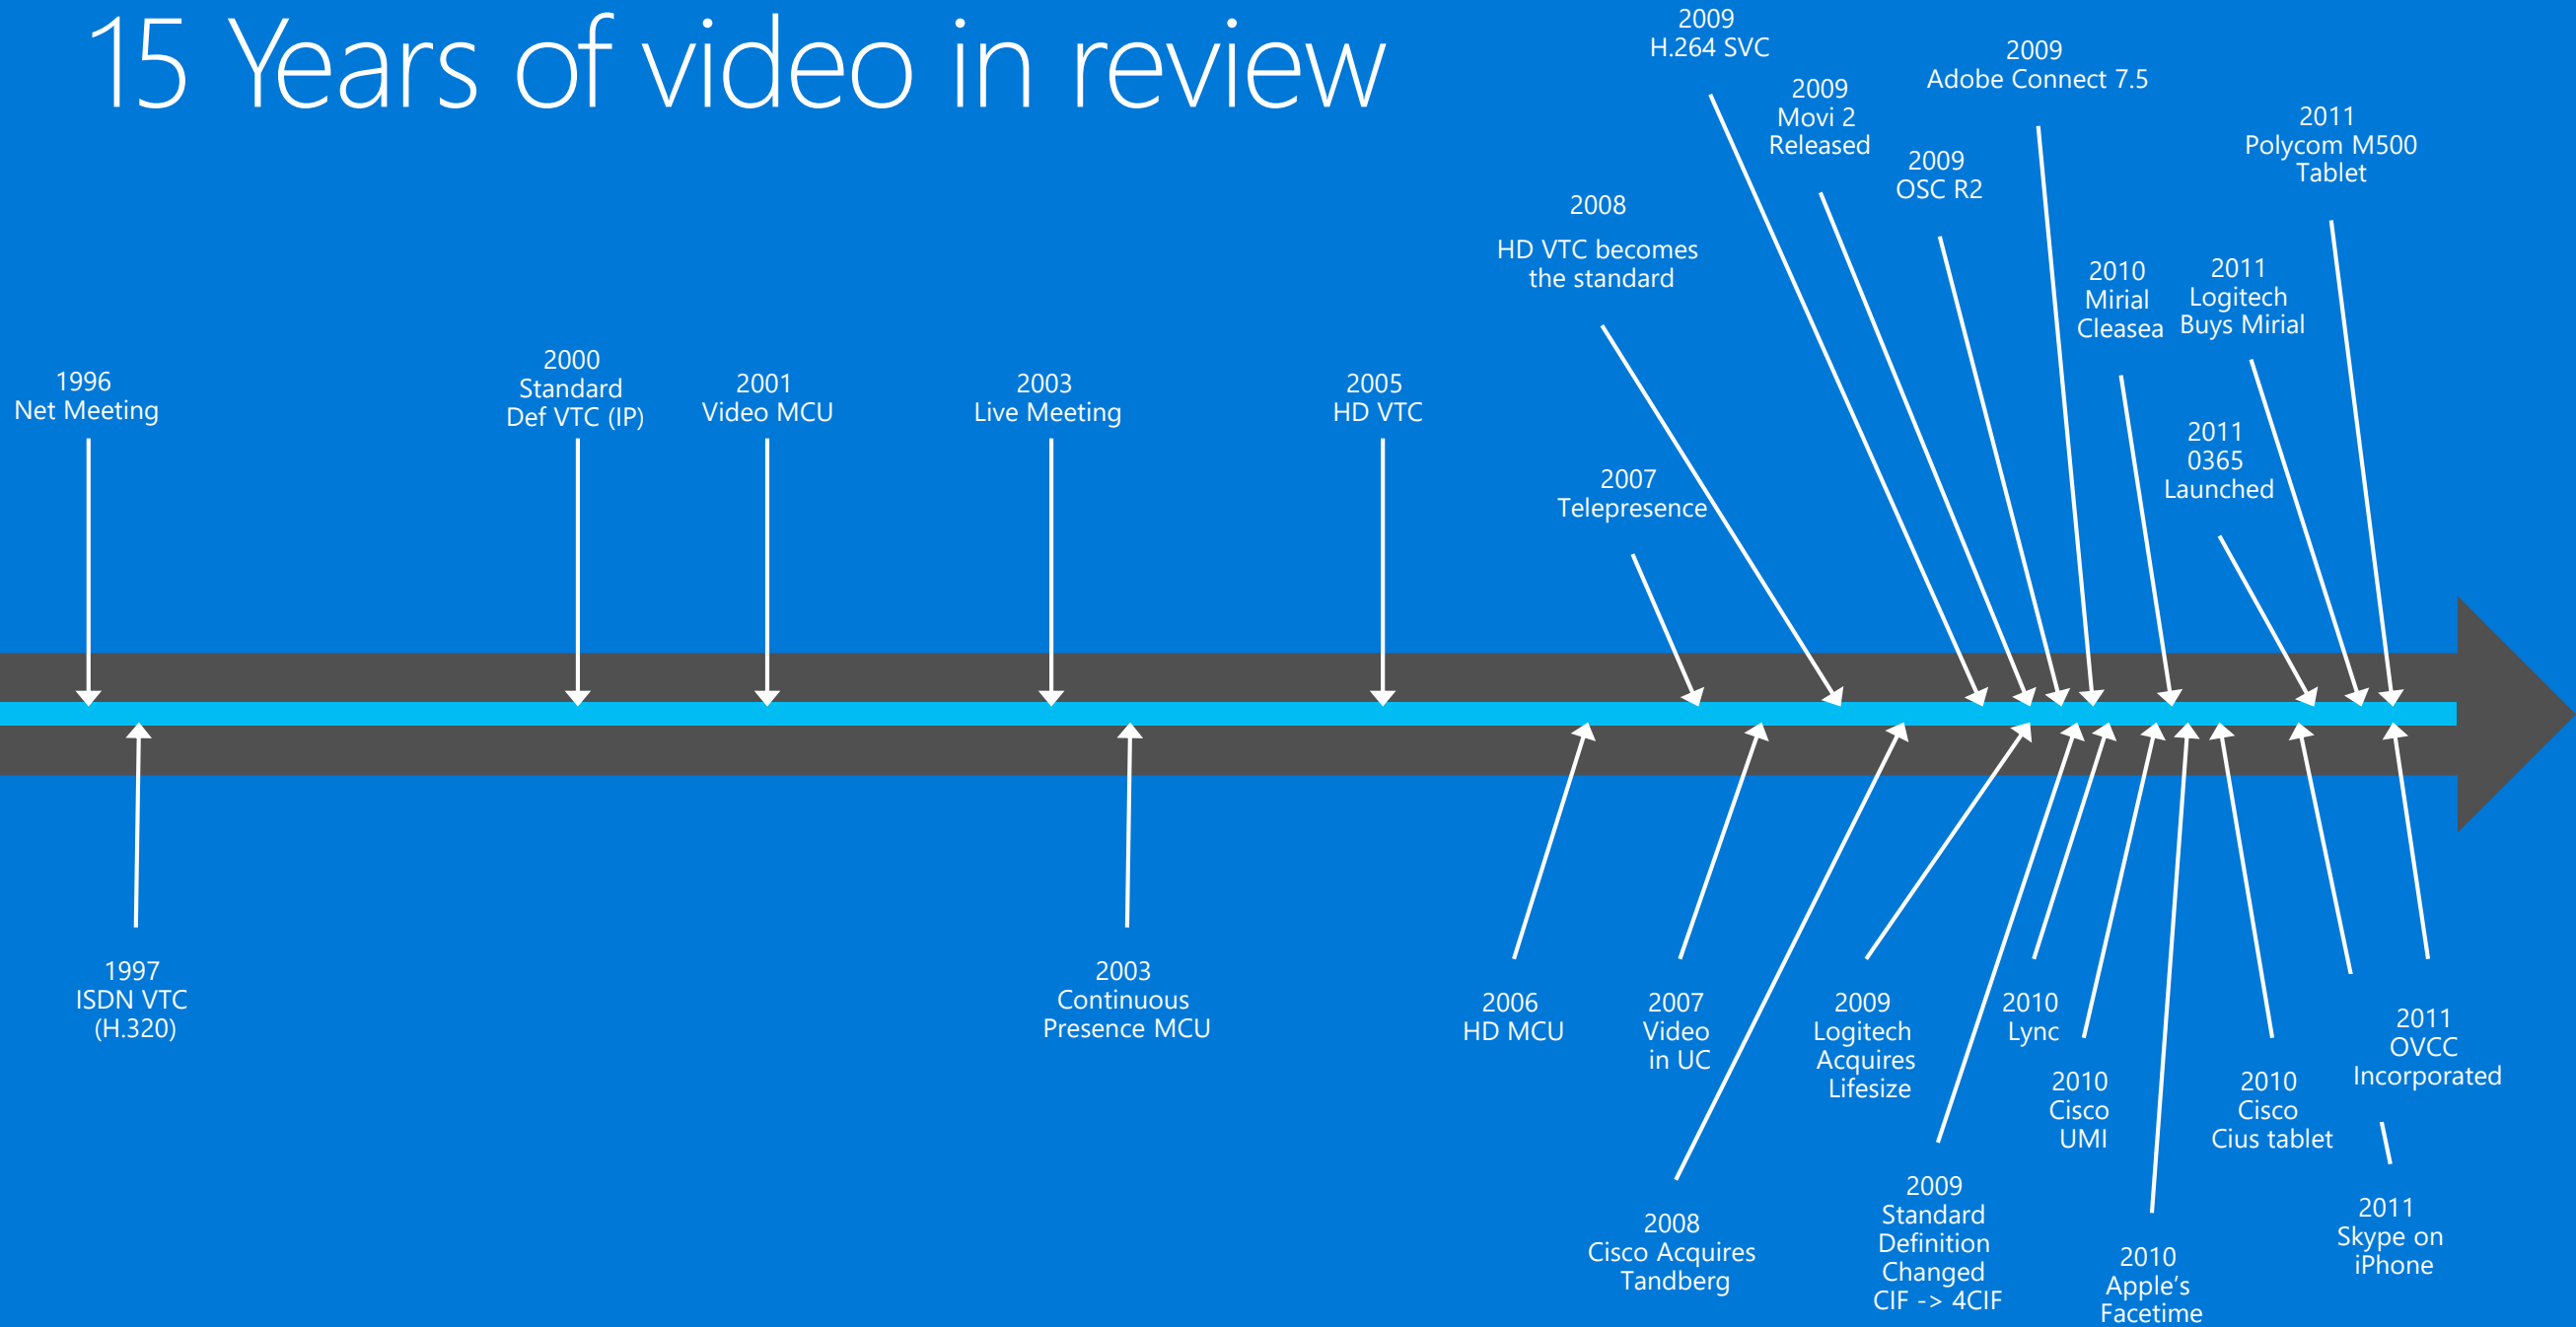 15 Years of video in review
2009
H.264 SVC
2009
Movi 2
Released
2009
OSC R2
2009
Adobe Connect 7.5
2011
Polycom M500
Tablet
2008
HD VTC becomes
the standard
2010
Mirial
Cleasea
2011
Logitech
Buys Mirial
1996
Net Meeting
2000
Standard
Def VTC (IP)
2001
Video MCU
2003
Live Meeting
2005
HD VTC
2007
Telepresence
2011
0365
Launched
1997
ISDN VTC
(H.320)
2003
Continuous
Presence MCU
2006
HD MCU
2007
Video
in UC
2009
Logitech
Acquires
Lifesize
2010
Lync
2011
OVCC
Incorporated
2010
Cisco
UMI
2010
Cisco
Cius tablet
2008
Cisco Acquires
Tandberg
2009
Standard
Definition
Changed
CIF -> 4CIF
2010
Apple’s
Facetime
2011
Skype on
iPhone